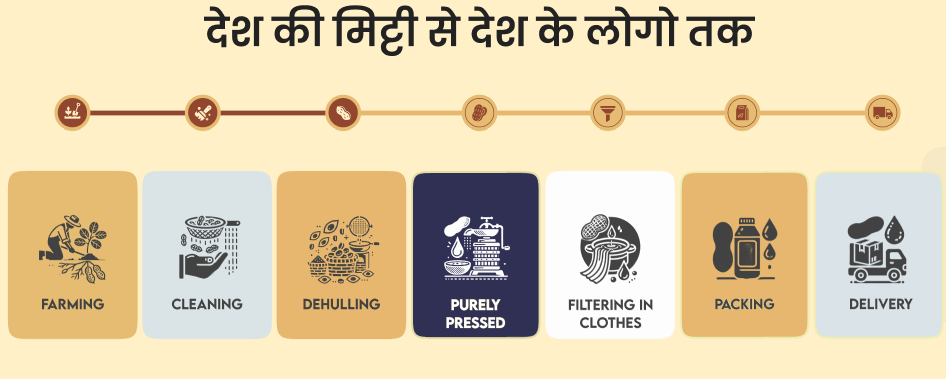 देश की मिट्टी से देश के लोगो तक
FARMING
CLEANING
DEHULLING
PURELY
PRESSED
FILTERING IN
CLOTHES
PACKING
DELIVERY